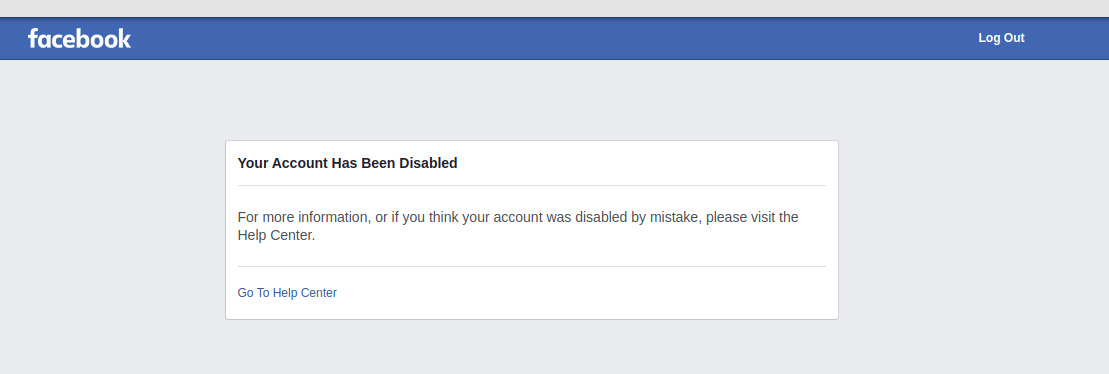 facebook
Log Out
Your Account Has Been Disabled
For more information, or if you think your account was disabled by mistake, please visit the
Help Center.
Go To Help Center